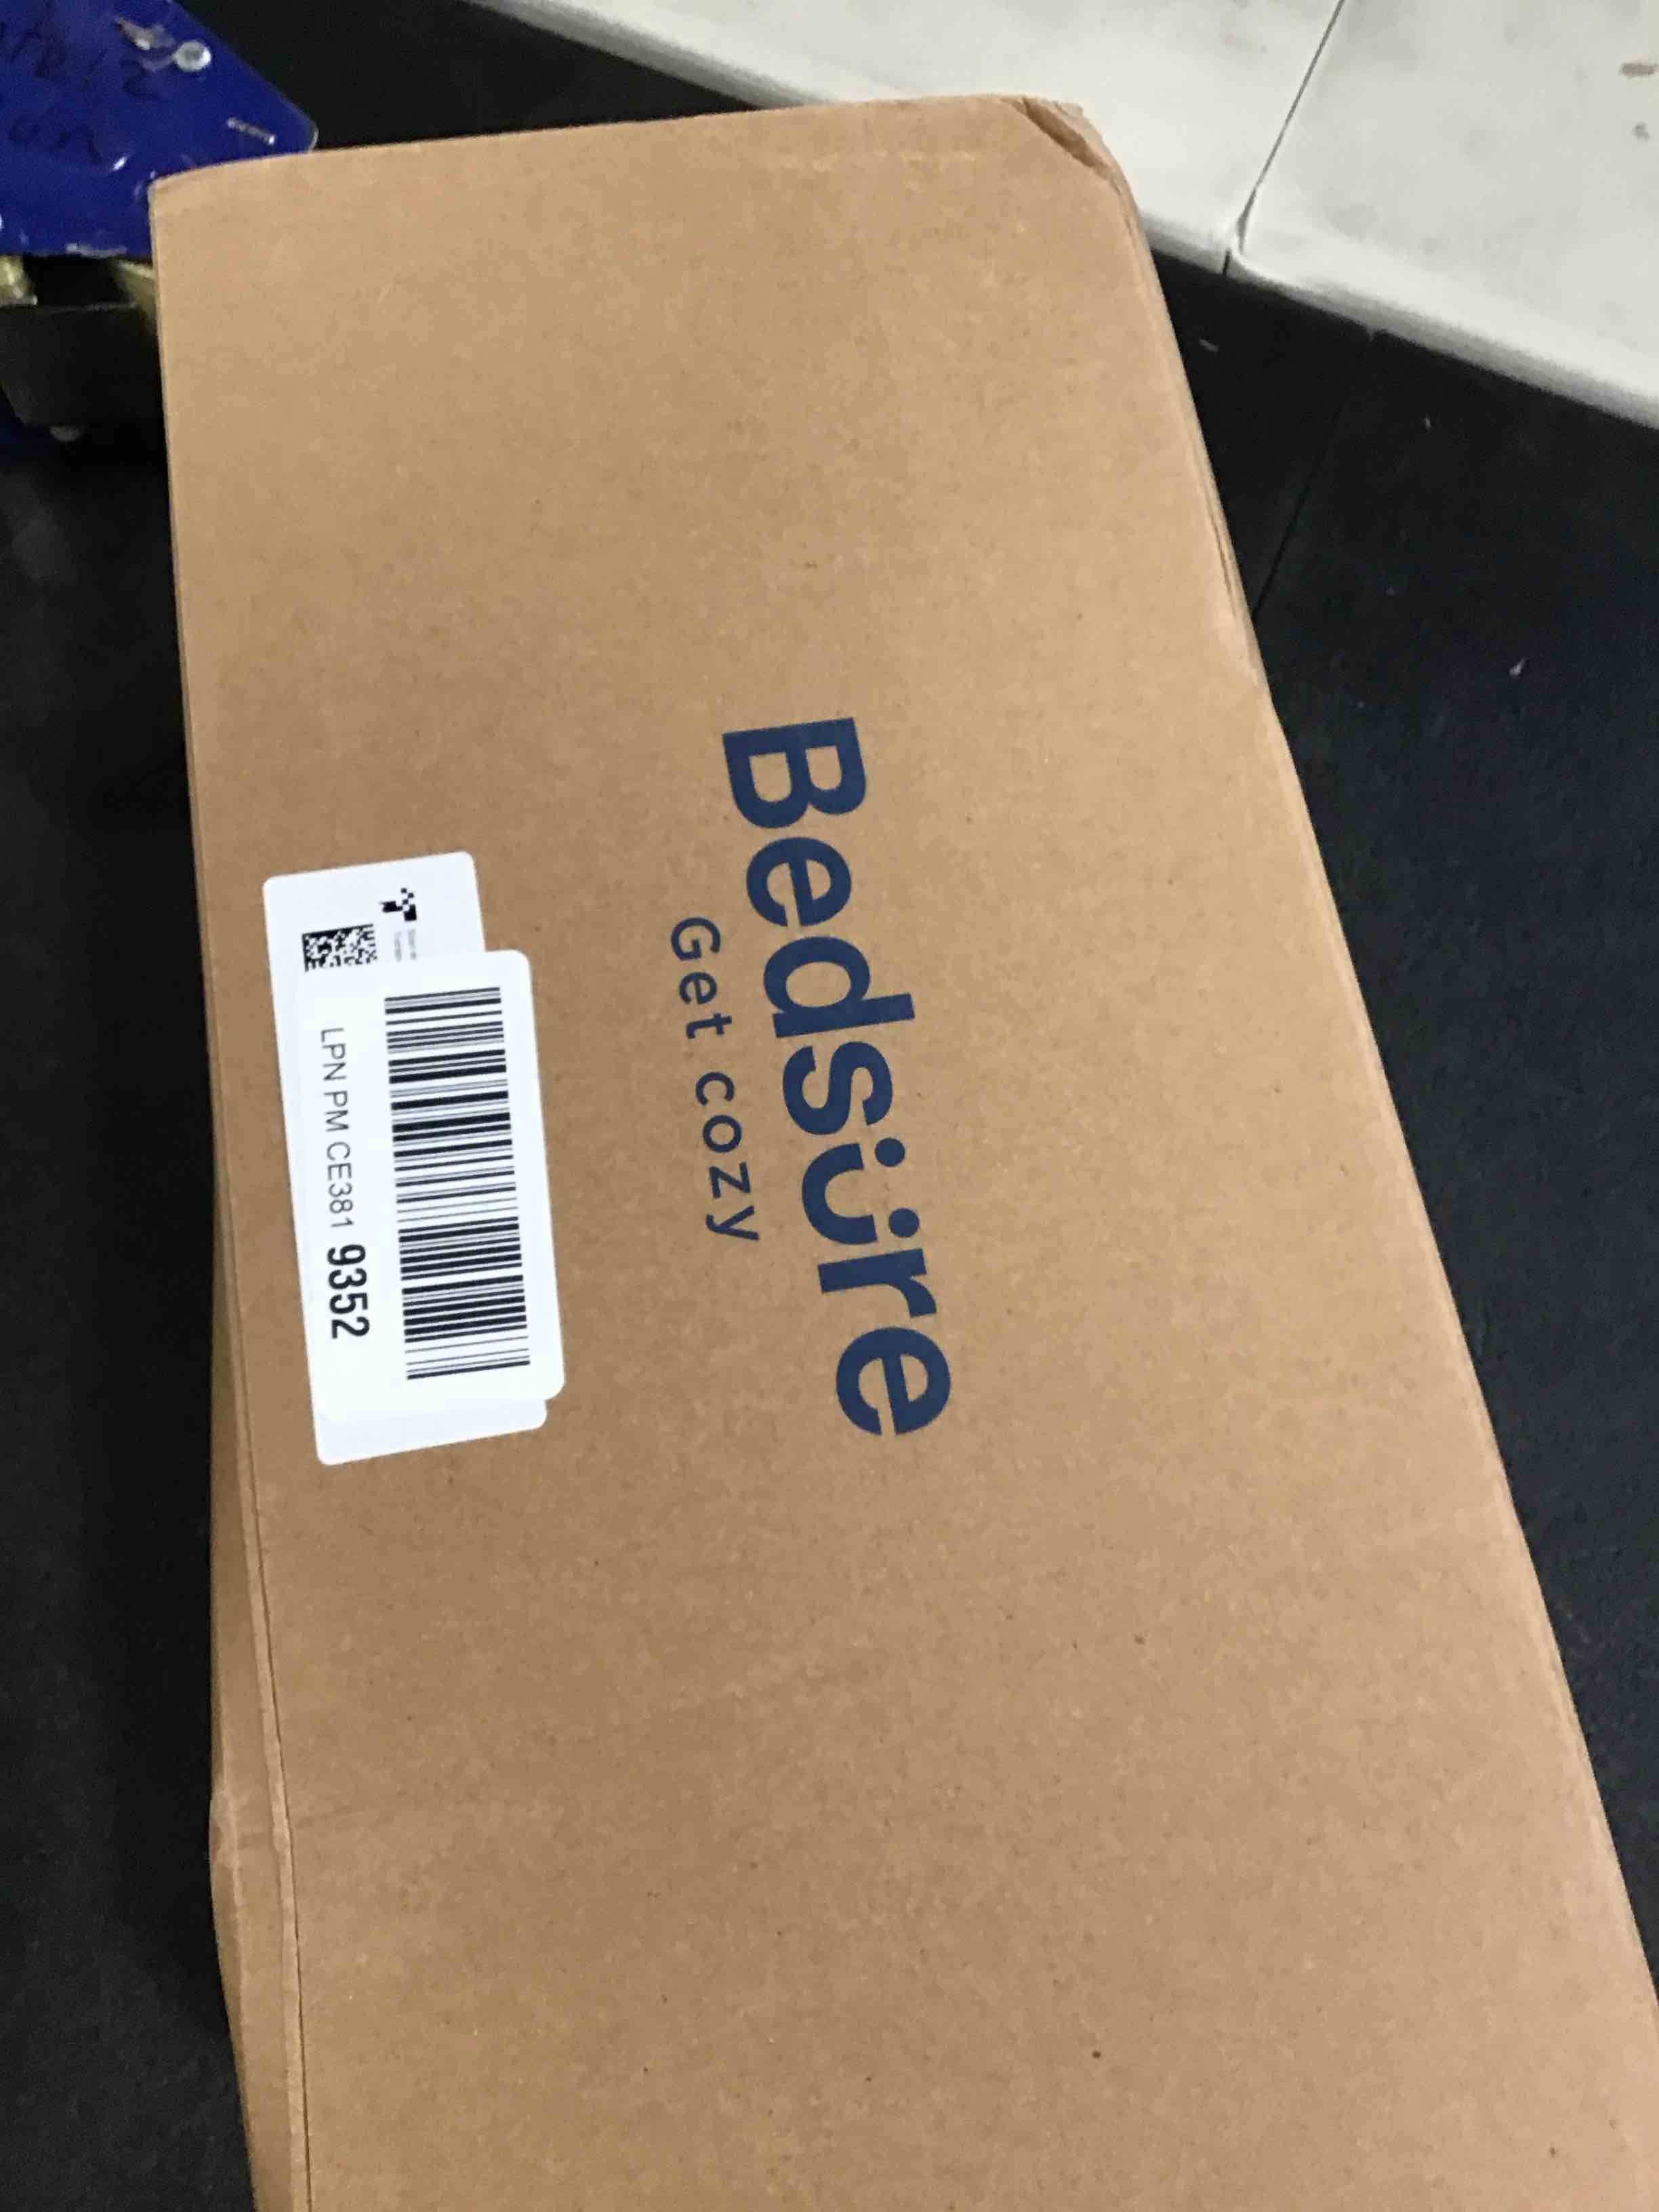 Bedsüre
Get cozy
LPN PM CE381 9352